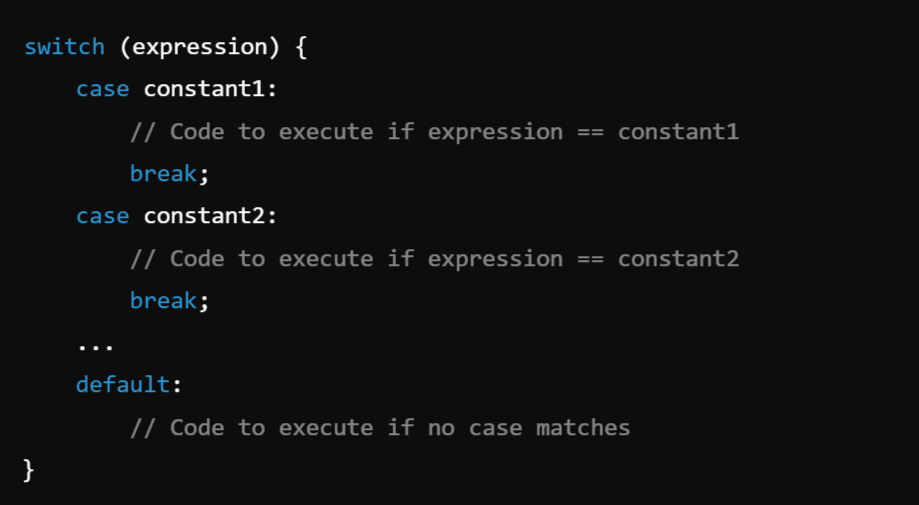 switch (expression) {
    case constant1:
        // Code to execute if expression == constant1
        break;
    case constant2:
        // Code to execute if expression == constant2
        break;
    ...
    default:
        // Code to execute if no case matches
}